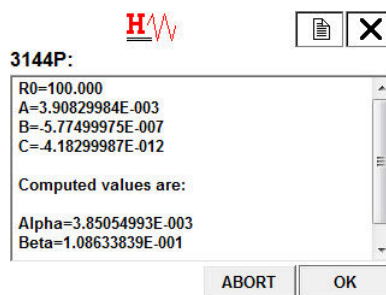 H
3144P:
R0=100.000
A=3.90829984E-003
B=-5.77499975E-007
C=-4.18299987E-012
Computed values are:
Alpha=3.85054993E-003
Beta=1.08633839E-001
ABORT
OK